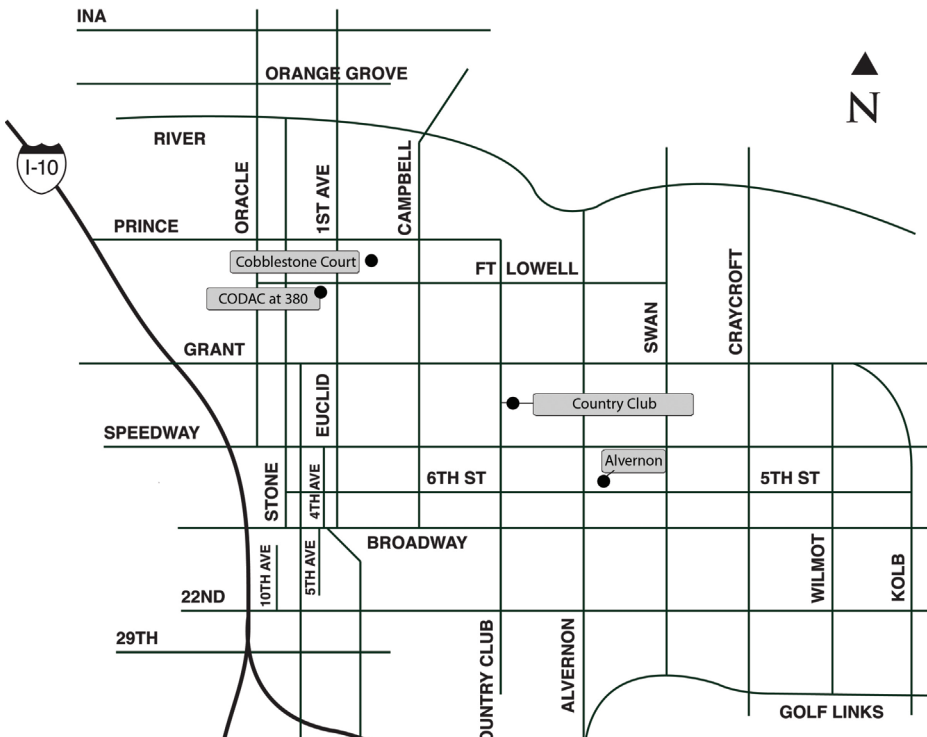 INA
ORANGE GROVE
N
RIVER
I-10
ORACLE
1ST AVE
CAMPBELL
PRINCE
Cobblestone Court
FT LOWELL
CODAC at 380
SWAN
CRAYCROFT
GRANT
EUCLID
Country Club
SPEEDWAY
Alvernon
STONE
4TH AVE
6TH ST
5TH ST
BROADWAY
10TH AVE
5TH AVE
WILMOT
KOLB
22ND
29TH
OUNTRY CLUB
ALVERNON
GOLF LINKS